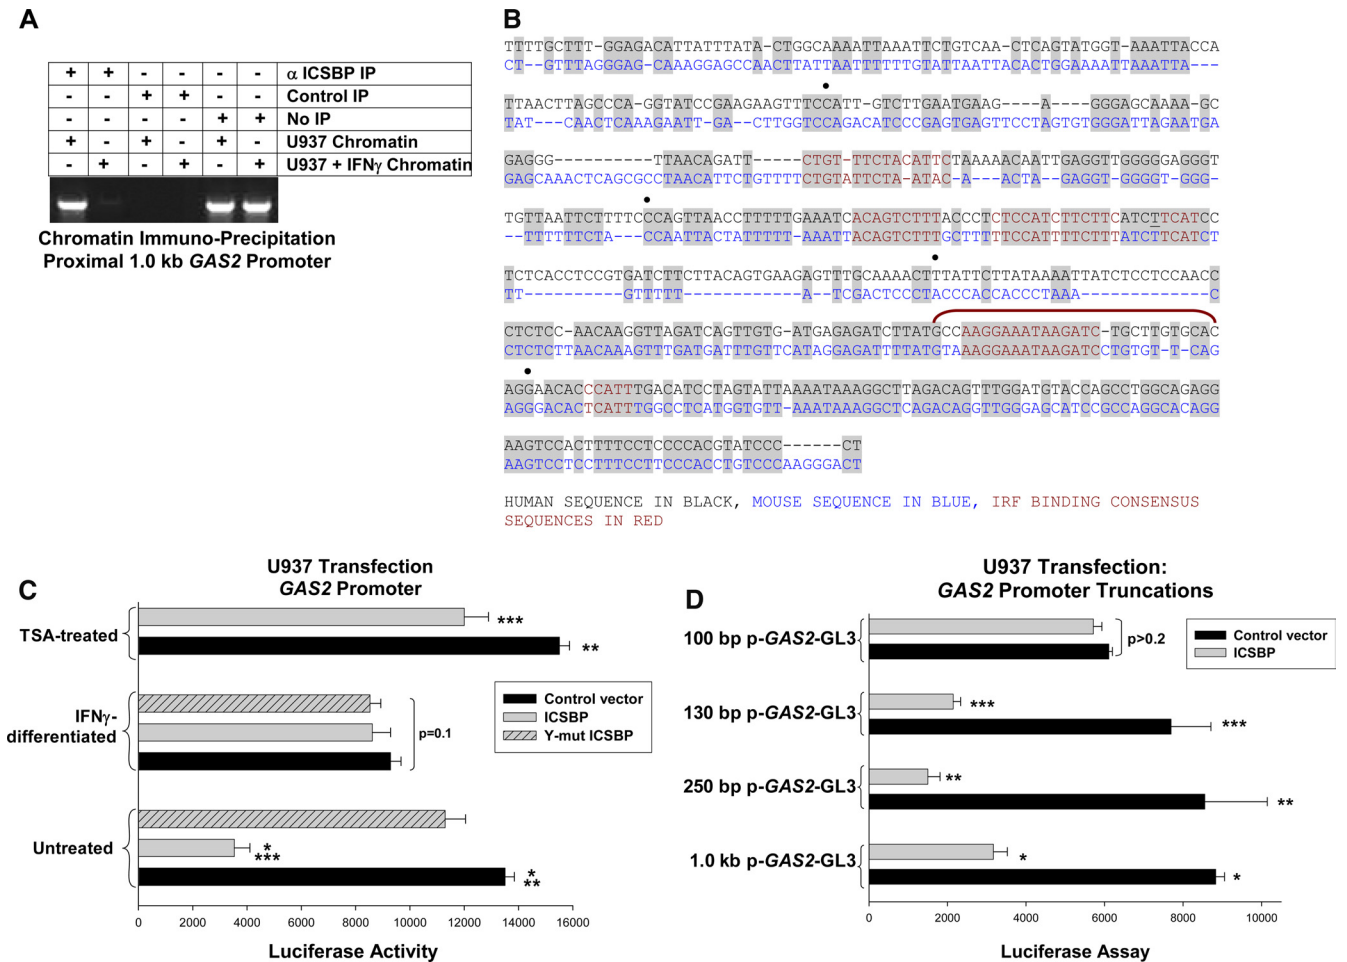 A
+ + - - - - α ICSBP IP
- - + + - - Control IP
- - - - + + No IP
+ - + - + - U937 Chromatin
- + - + - + U937 + IFNγ Chromatin
Chromatin Immuno-Precipitation
Proximal 1.0 kb GAS2 Promoter
B
TTTTGCTTT-GGAGACATTATTTATA-CTGGCAAAATTAAATTCTGTCAA-CTCAGTATGGT-AAATTACCA
CT--GTTTAGGGAG-CAAAGGAGCCAACTTATTAATTTTTTGTATTAATTACACTGGAAAATTAAATTA---
TTAACTTAGCCCA-GGTATCCGAAGAAGTTTCCATT-GTCTTGAATGAAG----A----GGGAGCAAAA-GC
TAT---CAACTCAAAGAATT-GA--CTTGGTCCAGACATCCCGAGTGAGTTCCTAGTGTGGGATTAGAATGA
GAGGG----------TTAACAGATT-----CTGT-TTCTACATTCTAAAAACAATTGAGGTTGGGGGAGGGT
GAGCAAACTCAGCGCCTAACATTCTGTTTTCTGTATTCTA-ATAC-A---ACTA--GAGGT-GGGGT-GGG-
TGTTAATTCTTTTCCCAGTTAACCTTTTTGAAATCACAGTCTTTTACCCTCTCCATCTTCTTCATCTTTCATCC
--TTTTTTCTA---CCAATTACTATTTTT-AAATTACAGTCTTTTGCTTTTTCCATTTTCTTTATCTTTCATCT
TCTCACCTCCGTGATCTTCTTACAGTGAAGAGTTTGCAAAACTTTATTCTTATAAAATTATCTCCTCCAACC
TT----------GTTTTT------------A--TCGACTCCCTACCCACCACCCTAAA-------------C
CTCTCC-AACAAGGTTAGATCAGTTGTG-ATGAGAGATCTTATGCCAAGGAAATAAGATC-TGCTTGTGCAC
CTCTCTTAACAAAGTTTGATGATTTGTTCATAGGAGATTTTATGTAAAGGAAATAAGATCCTGTGT-T-CAG
AGGAACACCCATTTGACATCCTAGTATTAAAATAAAGGCTTAGACAGTTTGGATGTACCAGCCTGGCAGAGG
AGGGACACTCATTTGGCCTCATGGTGTT-AAATAAAGGCTCAGACAGGTTGGGAGCATCCGCCAGGCACAGG
AAGTCCACTTTTCCTCCCCACGTATCCC------CT
AAGTCCTCCTTTCCTTCCCACCTGTCCCAAGGGACT
HUMAN SEQUENCE IN BLACK, MOUSE SEQUENCE IN BLUE, IRF BINDING CONSENSUS
SEQUENCES IN RED
C
U937 Transfection
GAS2 Promoter
TSA-treated
***
**
IFNγ-
differentiated
p=0.1
Control vector
ICSBP
Y-mut ICSBP
Untreated
*
***
*
**
0 2000 4000 6000 8000 10000 12000 14000 16000
Luciferase Activity
D
U937 Transfection:
GAS2 Promoter Truncations
100 bp p-GAS2-GL3
p>0.2
Control vector
ICSBP
130 bp p-GAS2-GL3
***
***
250 bp p-GAS2-GL3
**
**
1.0 kb p-GAS2-GL3
*
*
0 2000 4000 6000 8000 10000
Luciferase Assay